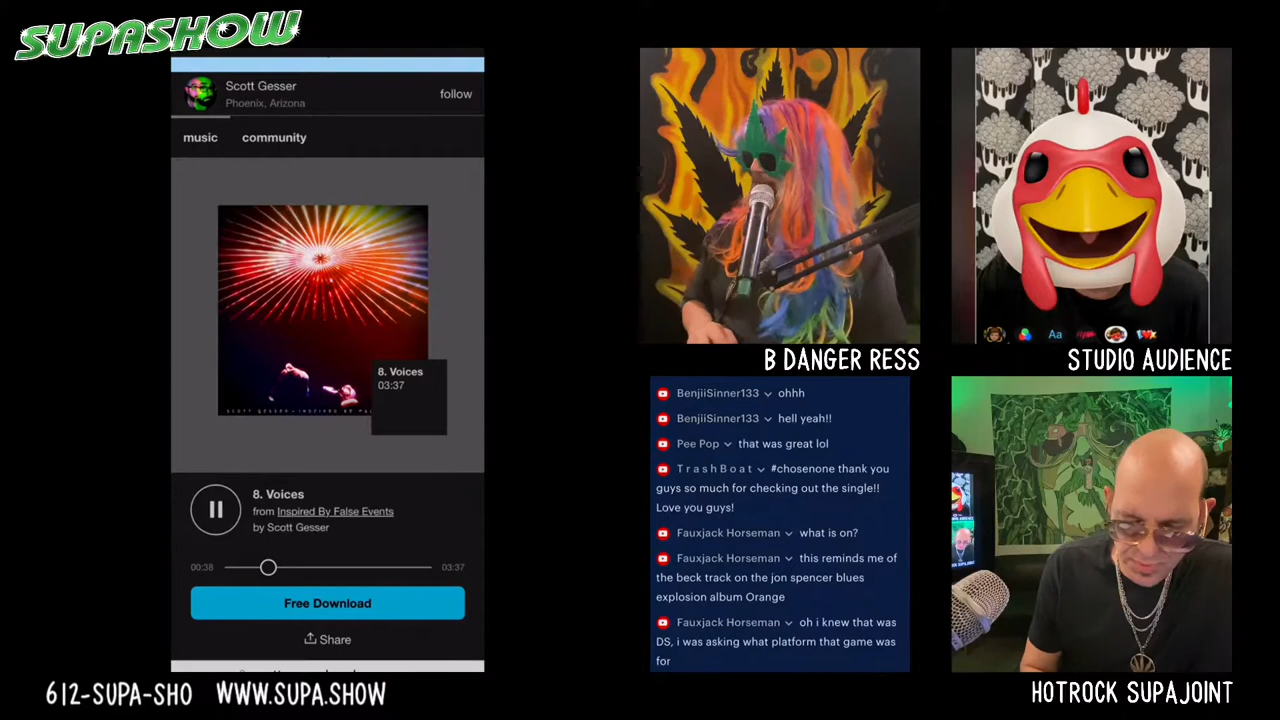 SUPASHOW
Scott Gesser
Phoenix, Arizona
follow
music community
8. Voices
03:37
8. Voices
from Inspired By False Events
by Scott Gesser
00:38
03:37
Free Download
Share
612-SUPA-SHO WWW.SUPA.SHOW
B DANGER RESS
Aa
STUDIO AUDIENCE
BenjiiSinner133 ohhh
BenjiiSinner133 hell yeah!!
Pee Pop that was great lol
T r a s h B o a t #chosenone thank you
guys so much for checking out the single!!
Love you guys!
Fauxjack Horseman what is on?
Fauxjack Horseman this reminds me of
the beck track on the jon spencer blues
explosion album Orange
Fauxjack Horseman oh i knew that was
DS, i was asking what platform that game was
for
HOTROCK SUPAJOINT